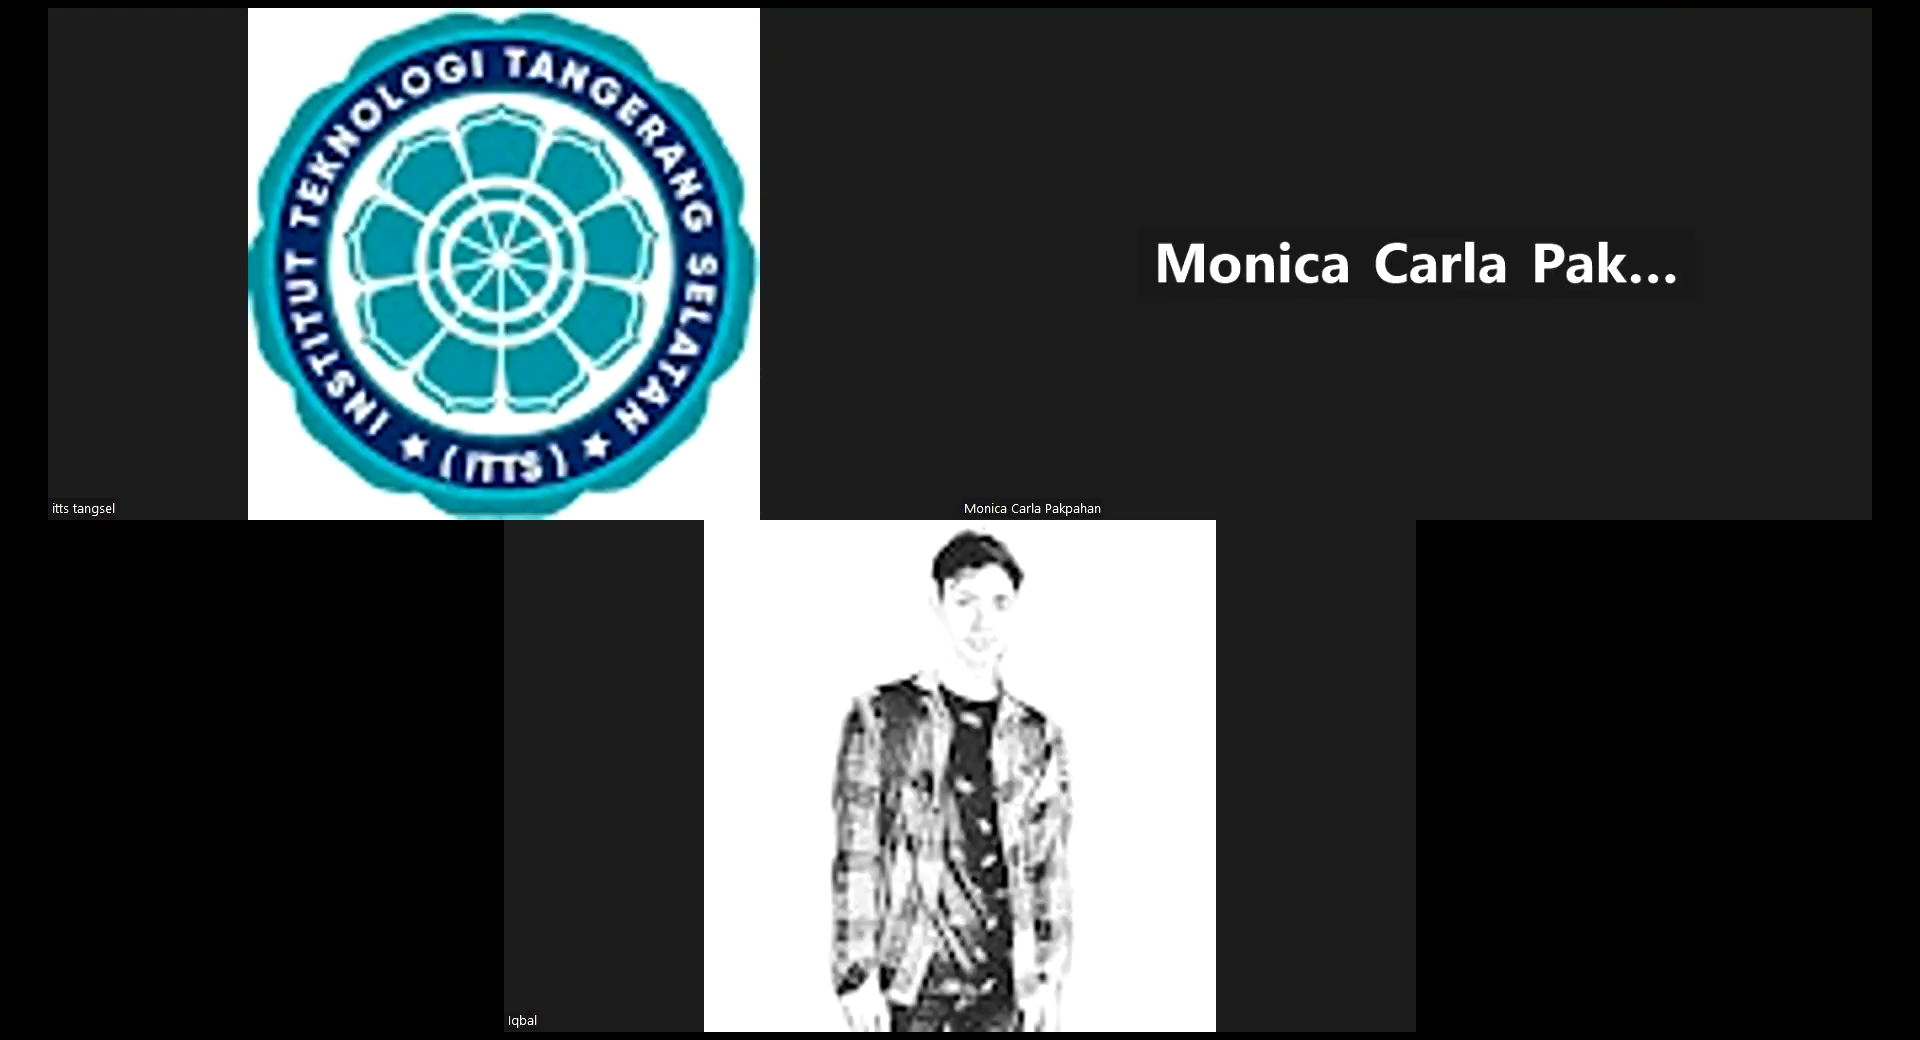 INSTITUT TEKNOLOGI TANGERANG SELATAN
★ (ITTS) ★
Monica Carla Pak...
itts tangsel
Monica Carla Pakpahan
Iqbal